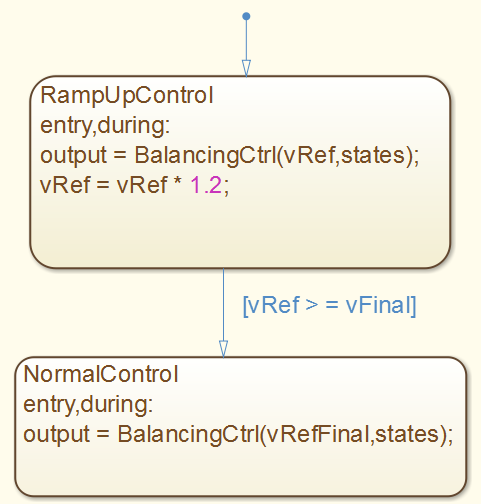 RampUpControl
entry,during:
output = BalancingCtrl(vRef,states);
vRef = vRef * 1.2;
[vRef > = vFinal]
NormalControl
entry,during:
output = BalancingCtrl(vRefFinal,states);